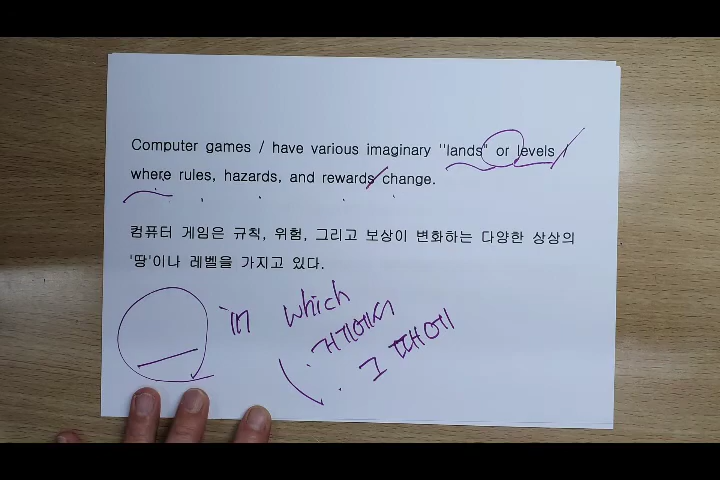 Computer games / have various imaginary "lands" or levels /
where rules, hazards, and rewards / change.
컴퓨터 게임은 규칙, 위험, 그리고 보상이 변화하는 다양한 상상의
'땅'이나 레벨을 가지고 있다.
in which
거기에서
그 땅에